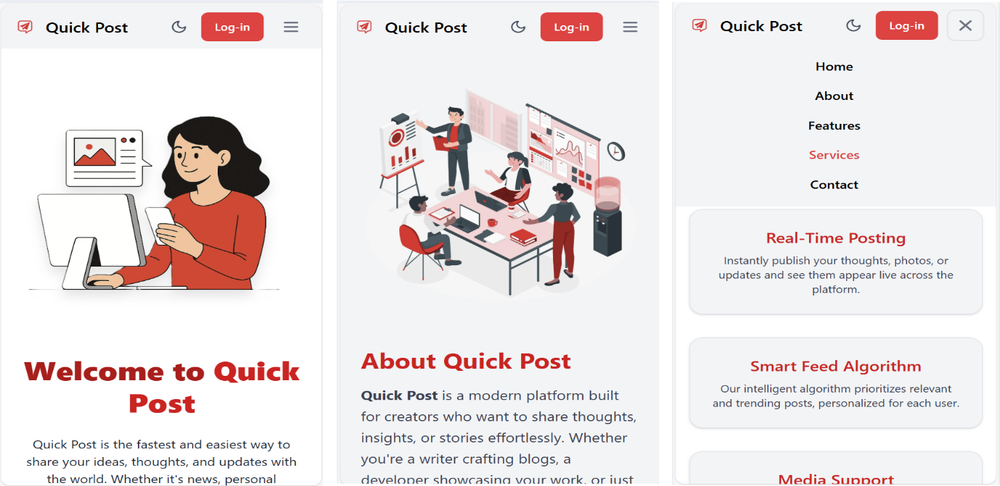 Quick Post
Log-in
Welcome to Quick
Post
Quick Post is the fastest and easiest way to
share your ideas, thoughts, and updates with
the world. Whether it's news, personal
Quick Post
Log-in
About Quick Post
Quick Post is a modern platform built
for creators who want to share thoughts,
insights, or stories effortlessly. Whether
you're a writer crafting blogs, a
developer showcasing your work, or just
Quick Post
Log-in
Home
About
Features
Services
Contact
Real-Time Posting
Instantly publish your thoughts, photos, or
updates and see them appear live across the
platform.
Smart Feed Algorithm
Our intelligent algorithm prioritizes relevant
and trending posts, personalized for each user.
Media Support